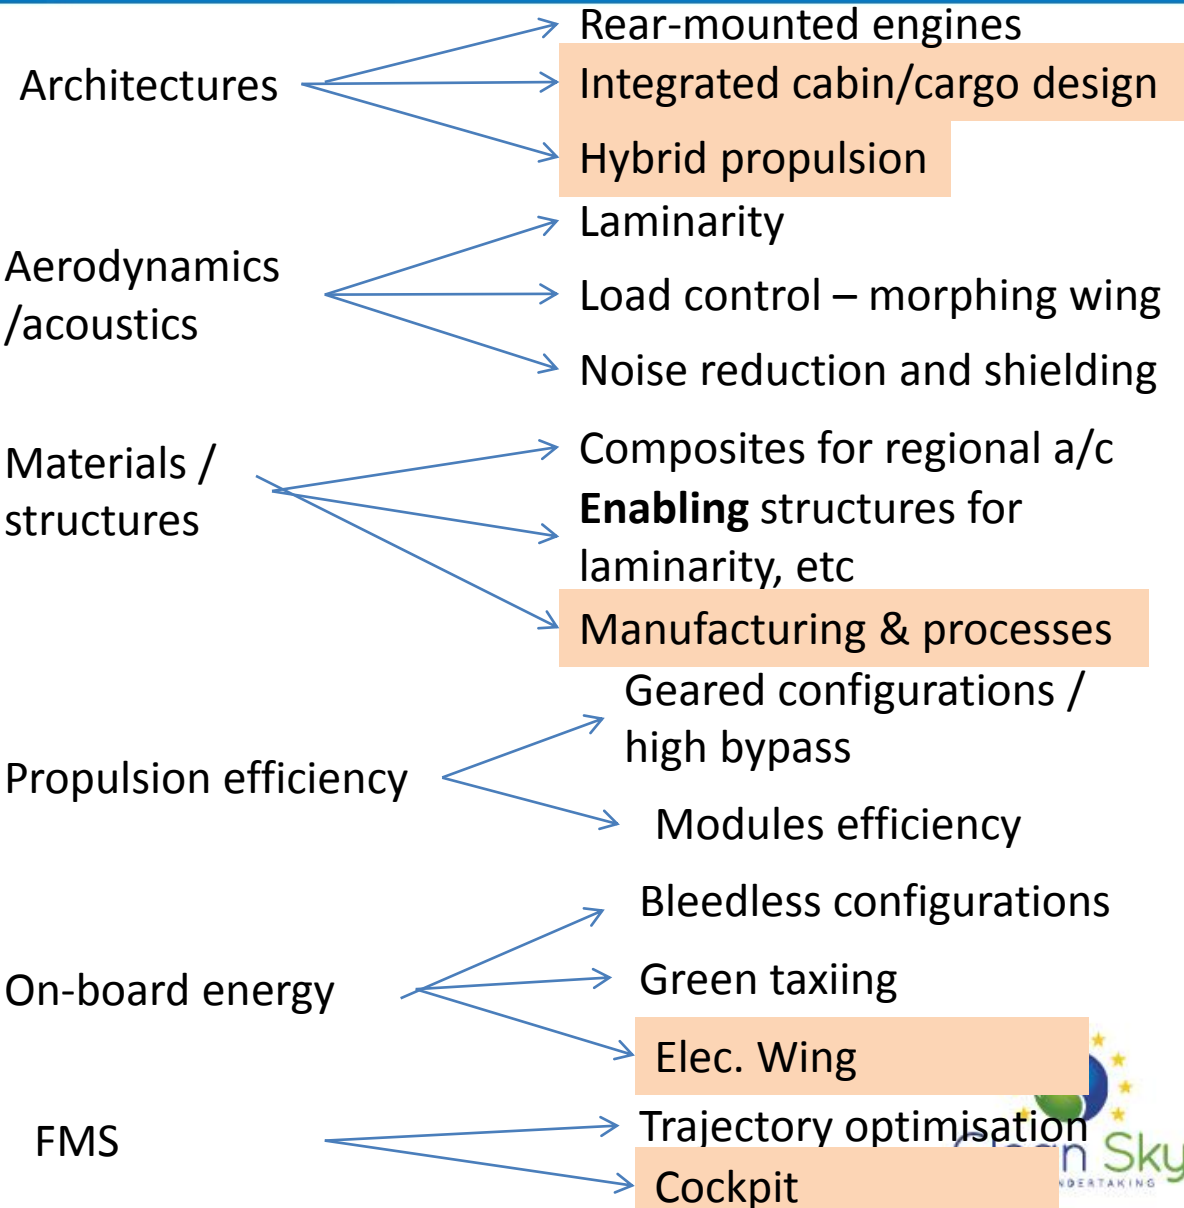 Rear-mounted engines
Architectures
Integrated cabin/cargo design
Hybrid propulsion
Laminarity
Aerodynamics
/acoustics
Load control – morphing wing
Noise reduction and shielding
Materials /
structures
Composites for regional a/c
Enabling structures for
laminarity, etc
Manufacturing & processes
Propulsion efficiency
Geared configurations /
high bypass
Modules efficiency
On-board energy
Bleedless configurations
Green taxiing
Elec. Wing
FMS
Trajectory optimisation
Cockpit
Sky